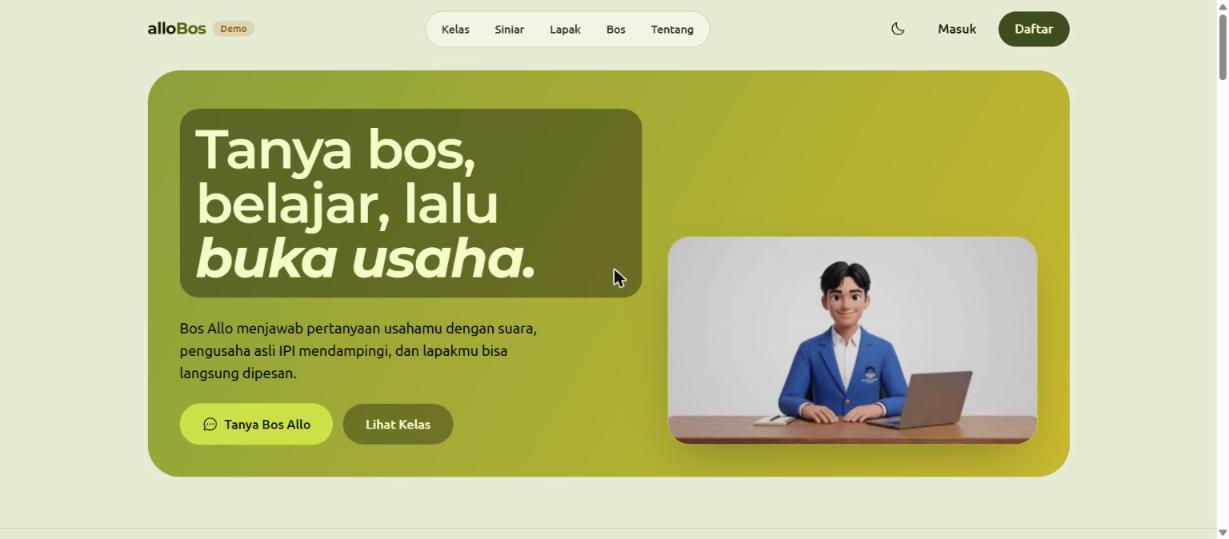 alloBos Demo
Kelas Siniar Lapak Bos Tentang
Masuk Daftar
Tanya bos,
belajar, lalu
buka usaha.
Bos Allo menjawab pertanyaan usahamu dengan suara,
pengusaha asli IPI mendampingi, dan lapakmu bisa
langsung dipesan.
Tanya Bos Allo Lihat Kelas